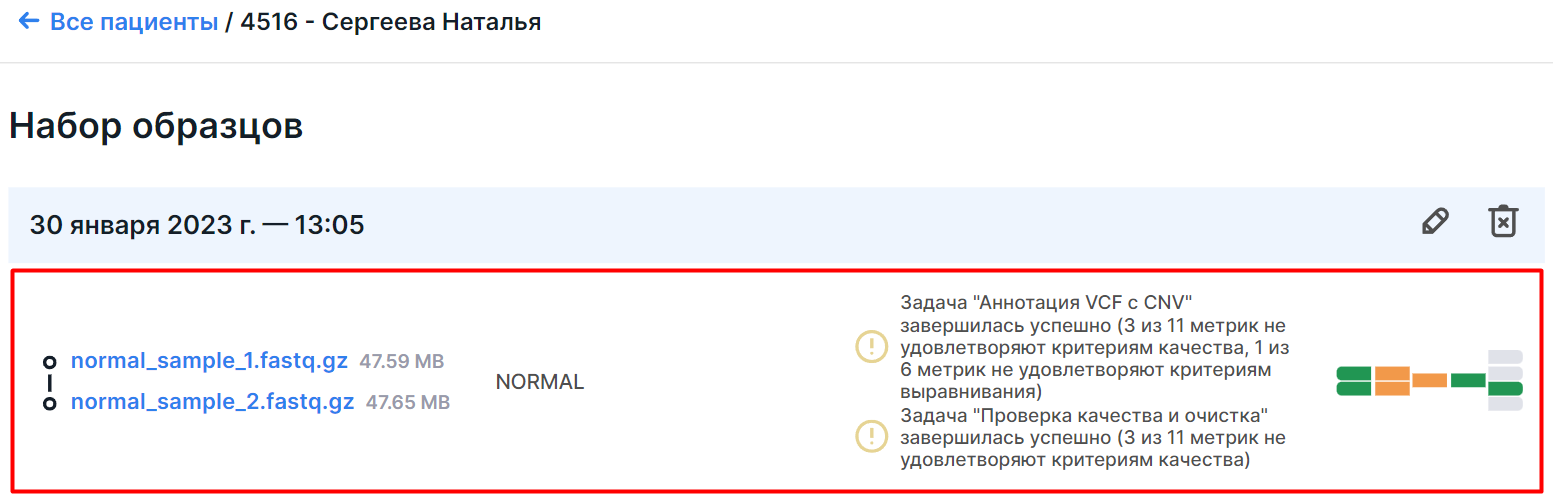 ← Все пациенты / 4516 - Сергеева Наталья
Набор образцов
30 января 2023 г. — 13:05
normal_sample_1.fastq.gz 47.59 MB
normal_sample_2.fastq.gz 47.65 MB
NORMAL
Задача "Аннотация VCF с CNV"
завершилась успешно (3 из 11 метрик не
удовлетворяют критериям качества, 1 из
6 метрик не удовлетворяют критериям
выравнивания)
Задача "Проверка качества и очистка"
завершилась успешно (3 из 11 метрик не
удовлетворяют критериям качества)